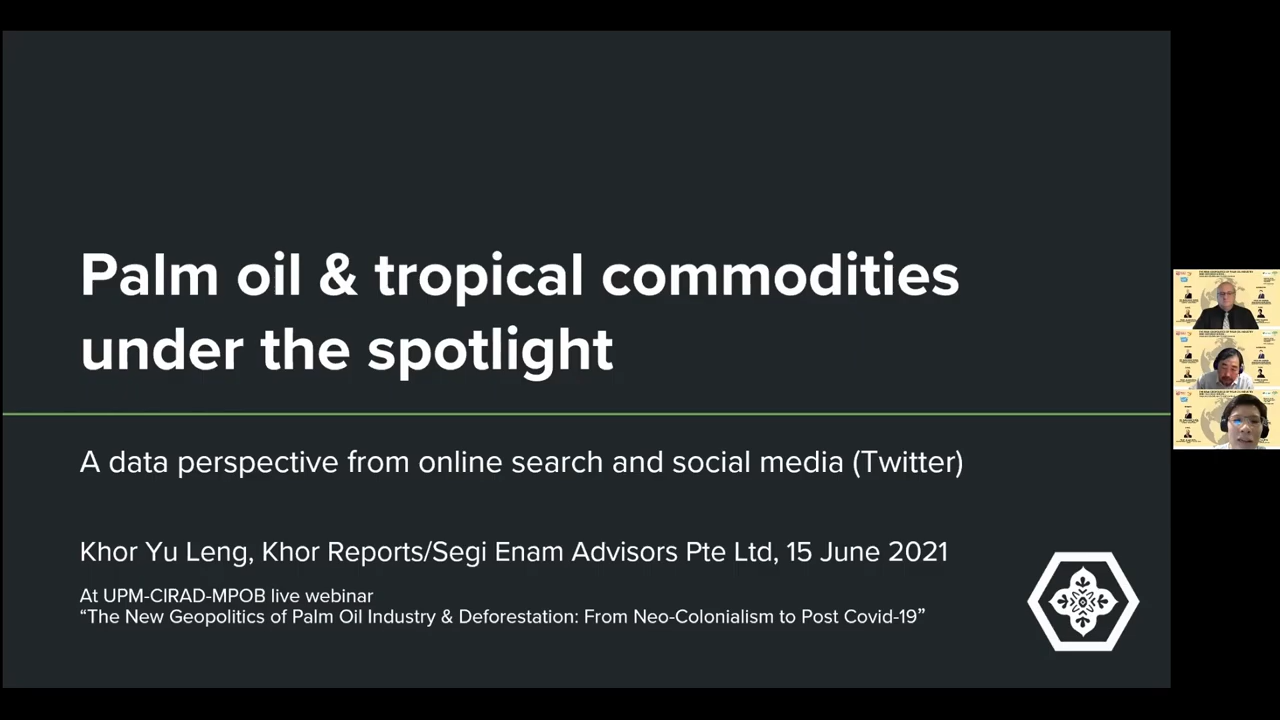 Palm oil & tropical commodities
under the spotlight
A data perspective from online search and social media (Twitter)
Khor Yu Leng, Khor Reports/Segi Enam Advisors Pte Ltd, 15 June 2021
At UPM-CIRAD-MPOB live webinar
“The New Geopolitics of Palm Oil Industry & Deforestation: From Neo-Colonialism to Post Covid-19”